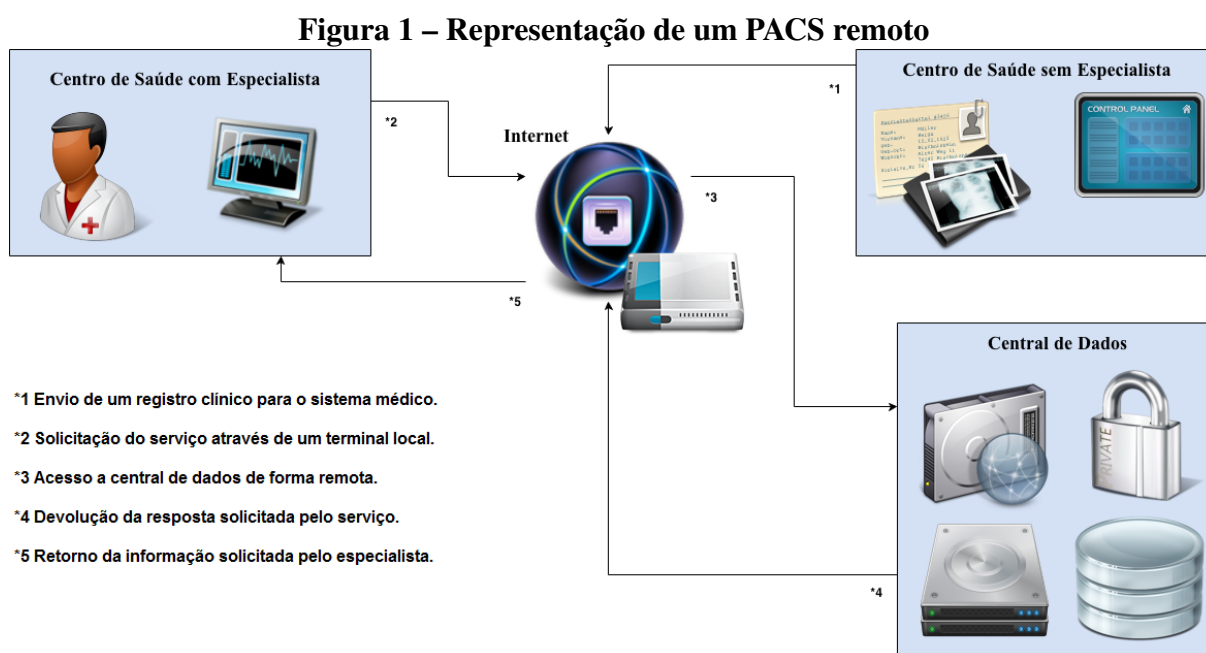 Figura 1 – Representação de um PACS remoto
Centro de Saúde com Especialista
*2
Internet
*1
Centro de Saúde sem Especialista
CONTROL PANEL
*3
*5
Central de Dados
PRIVATE
*4
*1 Envio de um registro clínico para o sistema médico.
*2 Solicitação do serviço através de um terminal local.
*3 Acesso a central de dados de forma remota.
*4 Devolução da resposta solicitada pelo serviço.
*5 Retorno da informação solicitada pelo especialista.